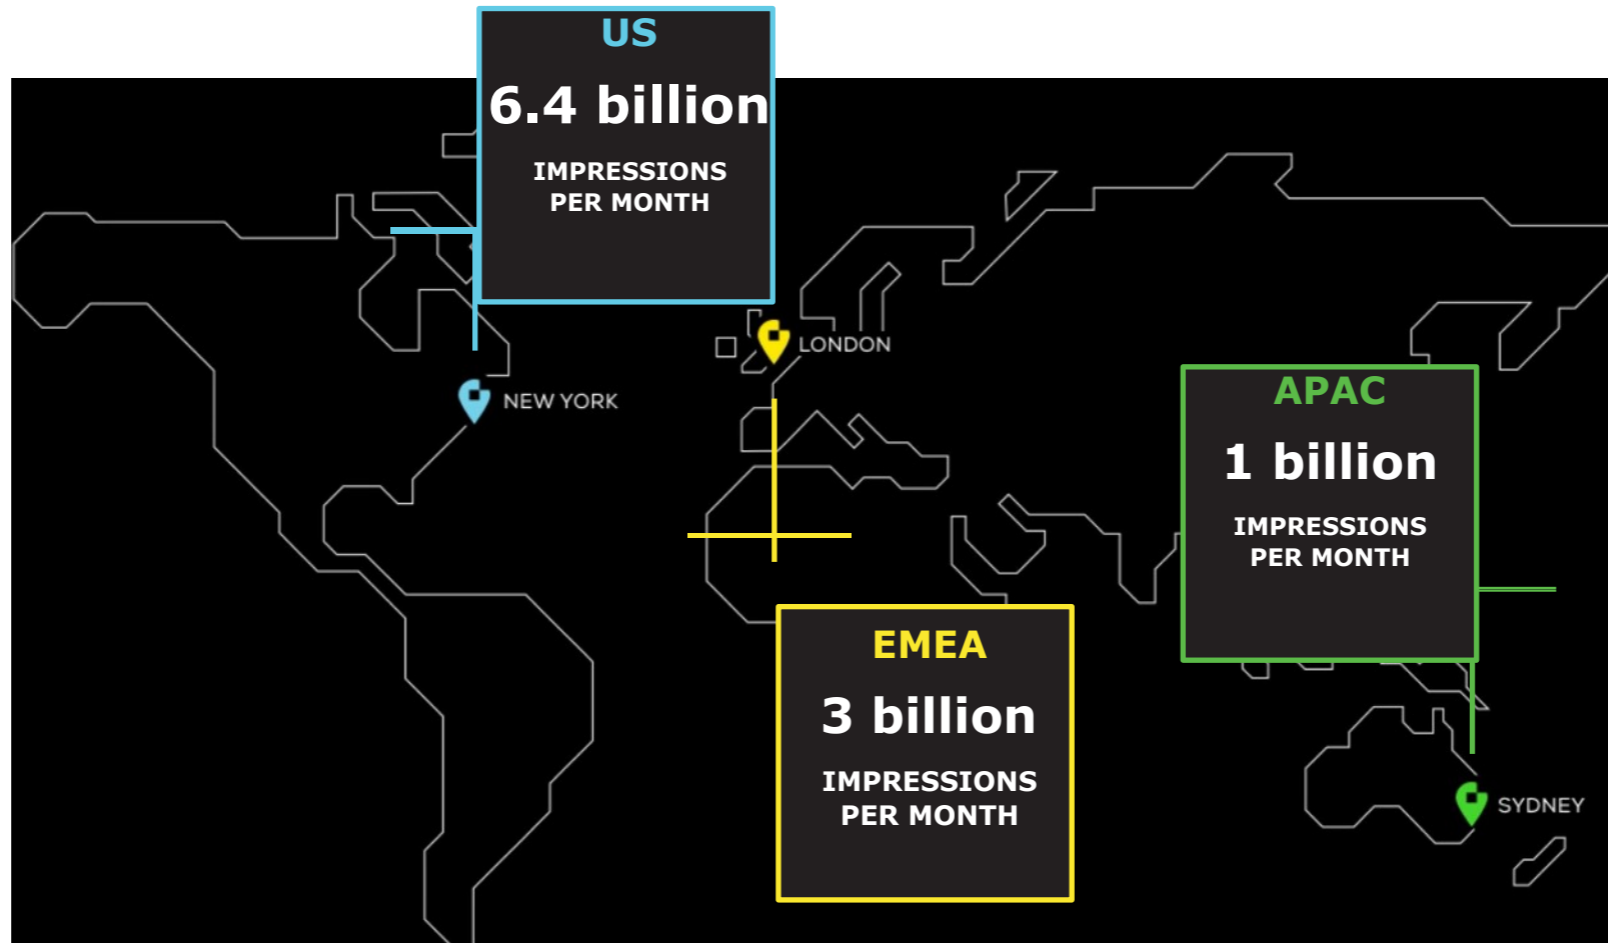 US
6.4 billion
IMPRESSIONS
PER MONTH
LONDON
NEW YORK
APAC
1 billion
IMPRESSIONS
PER MONTH
EMEA
3 billion
IMPRESSIONS
PER MONTH
SYDNEY